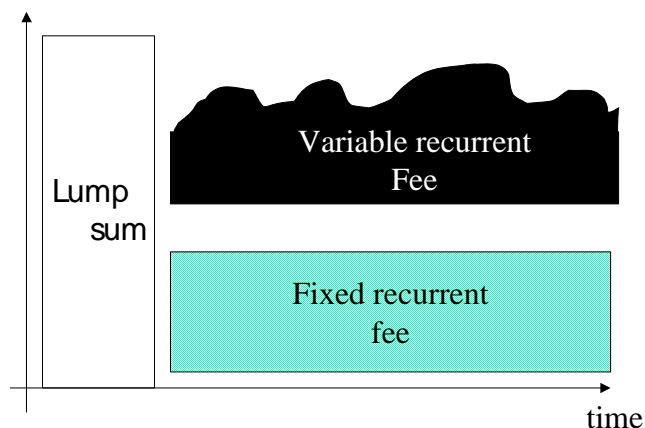 Variable recurrent
Fee
Lump
sum
Fixed recurrent
fee
time